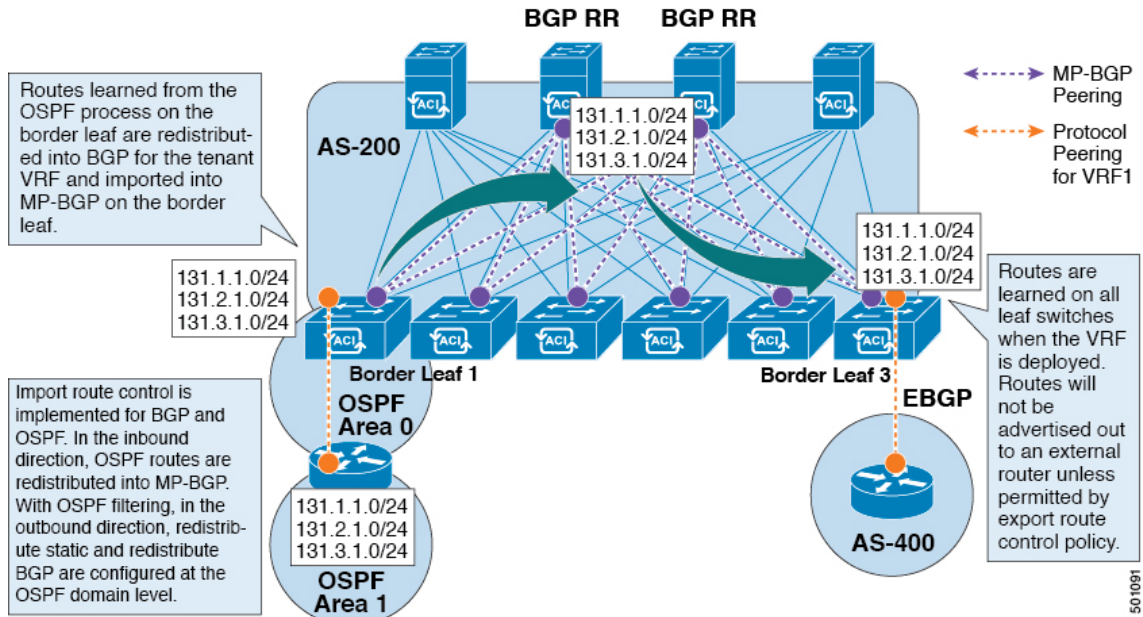 BGP RR
BGP RR
ACI
ACI
ACI
ACI
MP-BGP
Peering
Protocol
Peering
for VRF1
Routes learned from the
OSPF process on the
border leaf are redistribut-
ed into BGP for the tenant
VRF and imported into
MP-BGP on the border
leaf.
AS-200
131.1.1.0/24
131.2.1.0/24
131.3.1.0/24
131.1.1.0/24
131.2.1.0/24
131.3.1.0/24
131.1.1.0/24
131.2.1.0/24
131.3.1.0/24
ACI
ACI
ACI
ACI
ACI
ACI
Border Leaf 1
Border Leaf 3
Routes are
learned on all
leaf switches
when the VRF
is deployed.
Routes will
not be
advertised out
to an external
router unless
permitted by
export route
control policy.
Import route control is
implemented for BGP and
OSPF. In the inbound
direction, OSPF routes are
redistributed into MP-BGP.
With OSPF filtering, in the
outbound direction, redistrib-
ute static and redistribute
BGP are configured at the
OSPF domain level.
OSPF
Area 0
131.1.1.0/24
131.2.1.0/24
131.3.1.0/24
OSPF
Area 1
EBGP
AS-400
501091